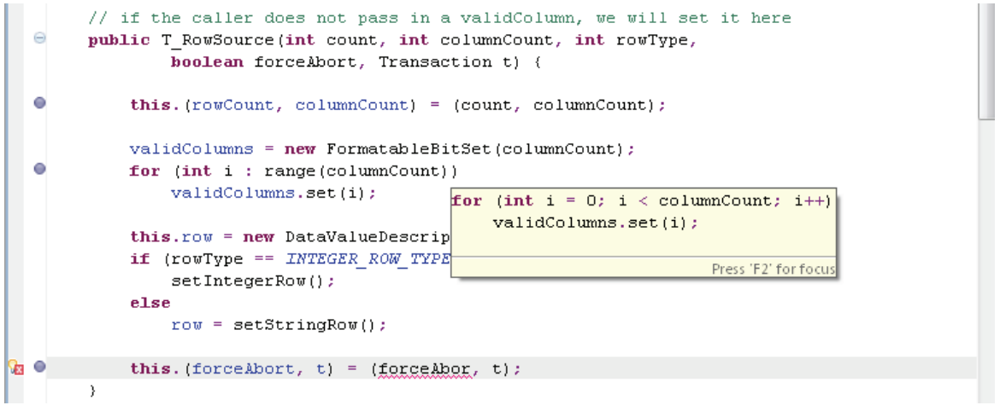 // if the caller does not pass in a validColumn, we will set it here
public T_RowSource(int count, int columnCount, int rowType,
boolean forceAbort, Transaction t) {
this.(rowCount, columnCount) = (count, columnCount);
validColumns = new FormatableBitSet(columnCount);
for (int i : range(columnCount))
validColumns.set(i);
for (int i = 0; i < columnCount; i++)
validColumns.set(i);
Press 'F2' for focus
this.row = new DataValueDescrip
if (rowType == INTEGER_ROW_TYPE
setIntegerRow();
else
row = setStringRow();
this.(forceAbort, t) = (forceAbor, t);
}